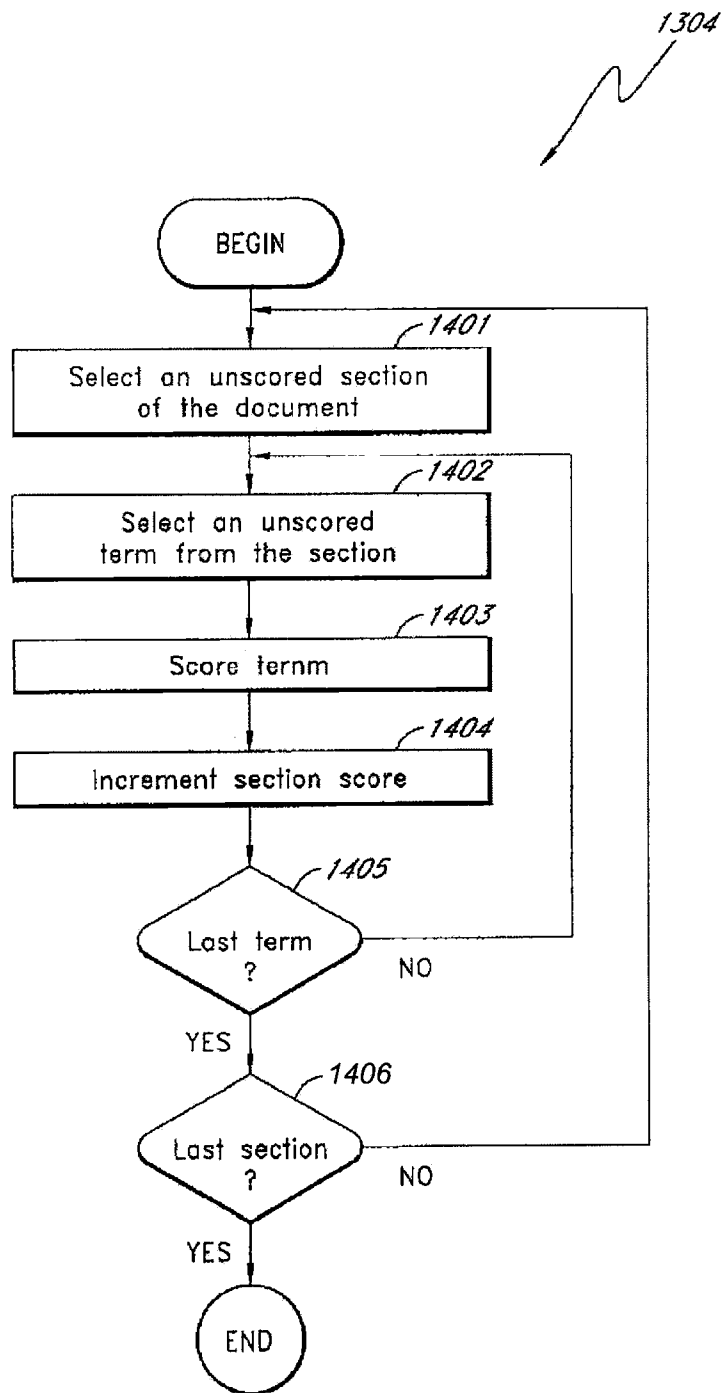 1304
BEGIN
1401
Select an unscored section
of the document
1402
Select an unscored
term from the section
1403
Score ternm
1404
Increment section score
1405
Last term
?
NO
YES
1406
Last section
?
NO
YES
END